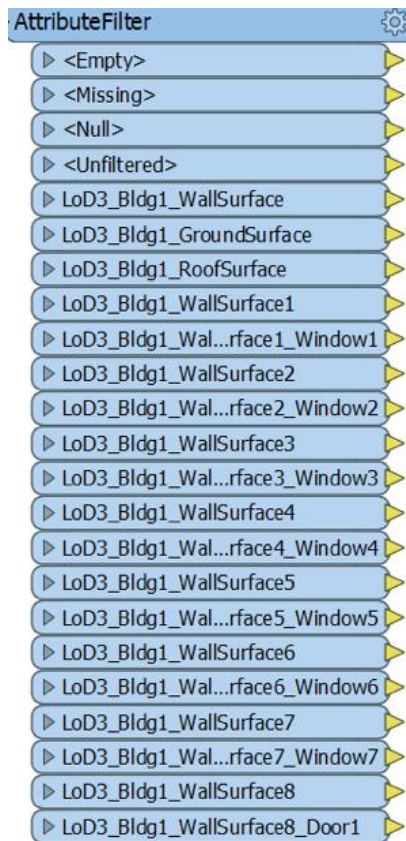 AttributeFilter
<Empty>
<Missing>
<Null>
<Unfiltered>
LoD3_Bldg1_WallSurface
LoD3_Bldg1_GroundSurface
LoD3_Bldg1_RoofSurface
LoD3_Bldg1_WallSurface1
LoD3_Bldg1_Wal...rface1_Window1
LoD3_Bldg1_WallSurface2
LoD3_Bldg1_Wal...rface2_Window2
LoD3_Bldg1_WallSurface3
LoD3_Bldg1_Wal...rface3_Window3
LoD3_Bldg1_WallSurface4
LoD3_Bldg1_Wal...rface4_Window4
LoD3_Bldg1_WallSurface5
LoD3_Bldg1_Wal...rface5_Window5
LoD3_Bldg1_WallSurface6
LoD3_Bldg1_Wal...rface6_Window6
LoD3_Bldg1_WallSurface7
LoD3_Bldg1_Wal...rface7_Window7
LoD3_Bldg1_WallSurface8
LoD3_Bldg1_WallSurface8_Door1